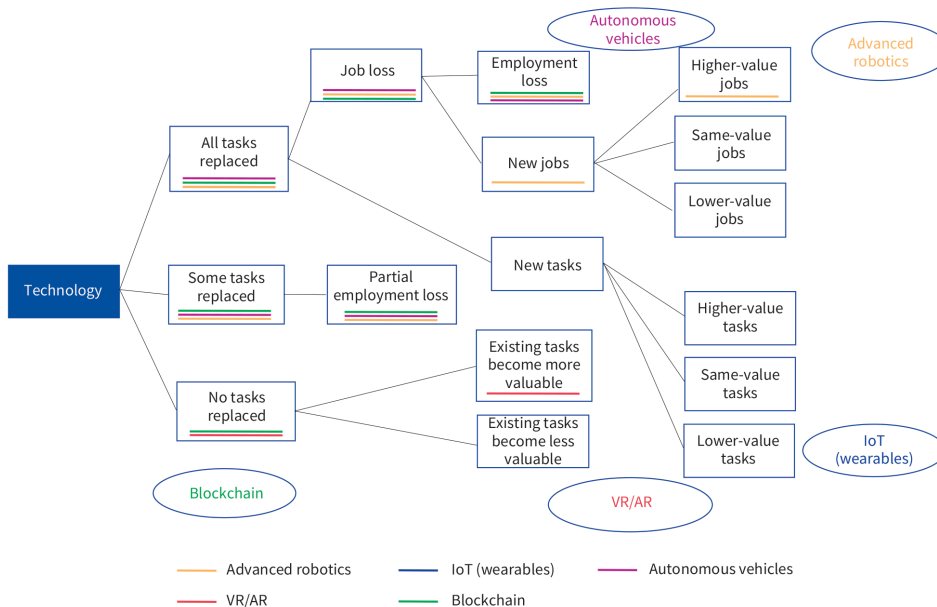 Autonomous
vehicles
Advanced
robotics
Job loss
Employment
loss
Higher-value
jobs
All tasks
replaced
New jobs
Same-value
jobs
Lower-value
jobs
Technology
New tasks
Some tasks
replaced
Partial
employment loss
Higher-value
tasks
Existing tasks
become more
valuable
Same-value
tasks
No tasks
replaced
Existing tasks
become less
valuable
Lower-value
tasks
IoT
(wearables)
Blockchain
VR/AR
Advanced robotics
IoT (wearables)
Autonomous vehicles
VR/AR
Blockchain